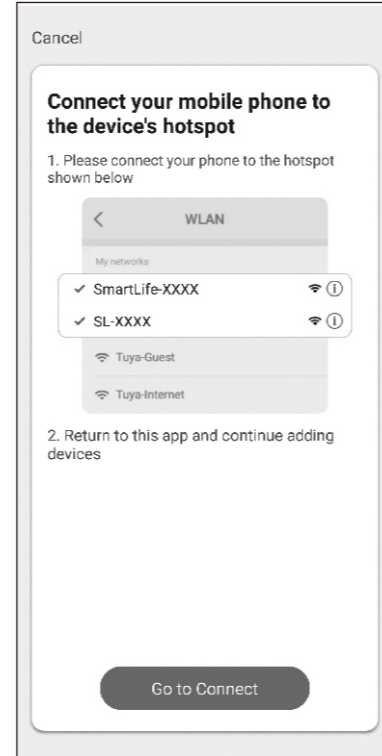 Cancel
Connect your mobile phone to
the device's hotspot
1. Please connect your phone to the hotspot
shown below
WLAN
My networks
SmartLife-XXXX
SL-XXXX
Tuya-Guest
Tuya-Internet
2. Return to this app and continue adding
devices
Go to Connect